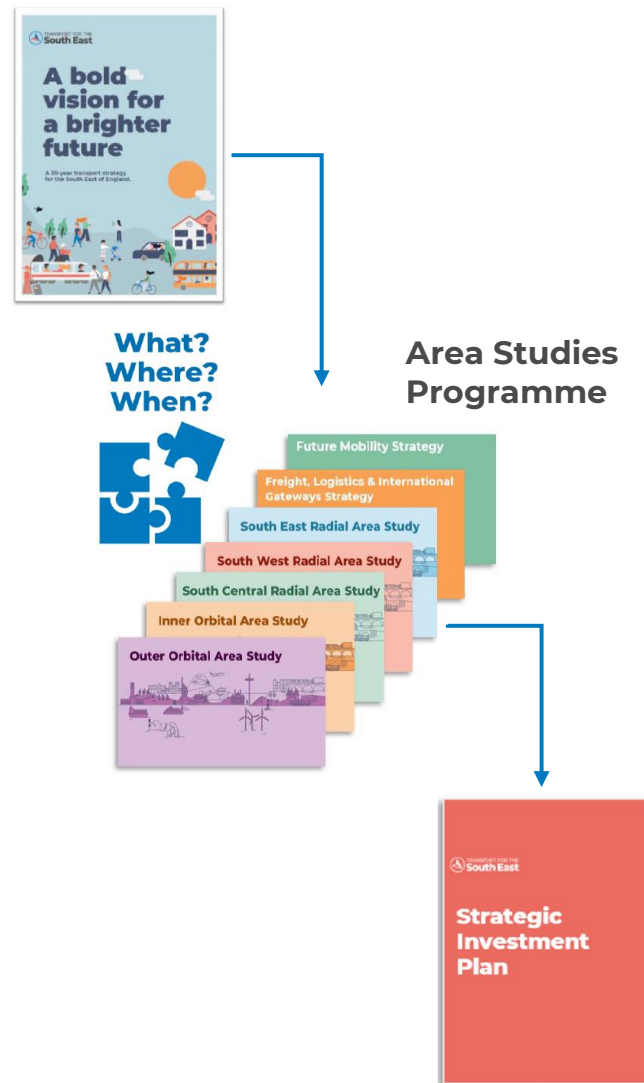 TRANSPORT FOR THE
South East
A bold
vision for
a brighter
future
A 30-year transport strategy
for the South East of England.
What?
Where?
When?
Area Studies
Programme
Future Mobility Strategy
Freight, Logistics & International
Gateways Strategy
South East Radial Area Study
South West Radial Area Study
South Central Radial Area Study
Inner Orbital Area Study
Outer Orbital Area Study
TRANSPORT FOR THE
South East
Strategic
Investment
Plan